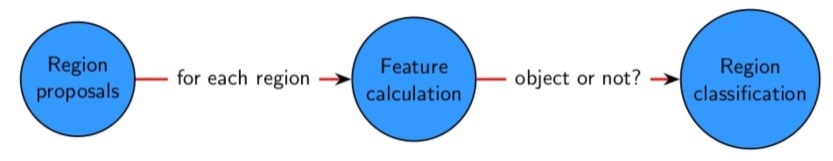 Region
proposals
for each region
Feature
calculation
object or not?
Region
classification